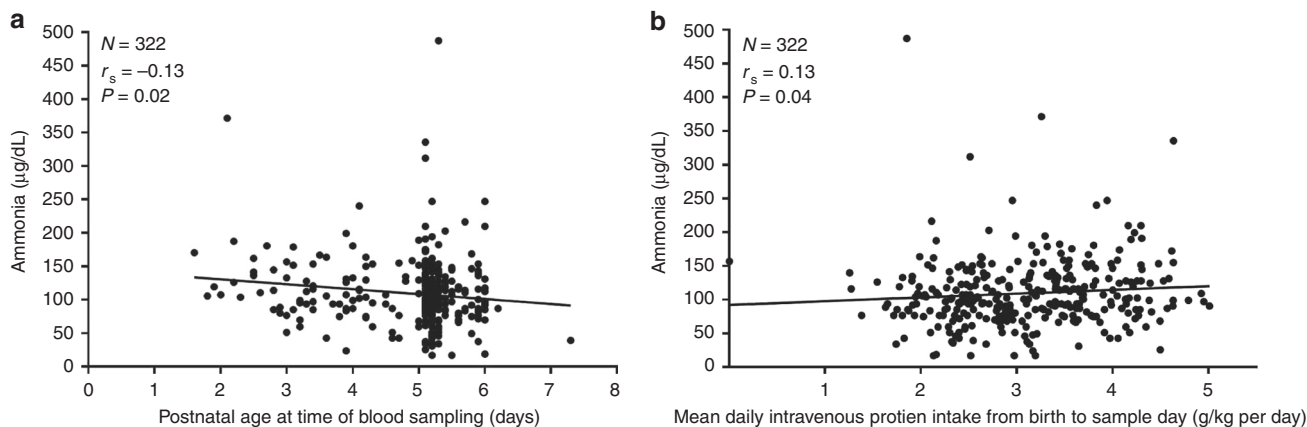 a
N = 322
rs = –0.13
P = 0.02
500
450
400
350
300
250
200
150
100
50
0
Ammonia (µg/dL)
0 1 2 3 4 5 6 7 8
Postnatal age at time of blood sampling (days)
b
N = 322
rs = 0.13
P = 0.04
500
450
400
350
300
250
200
150
100
50
0
Ammonia (µg/dL)
1 2 3 4 5
Mean daily intravenous protien intake from birth to sample day (g/kg per day)